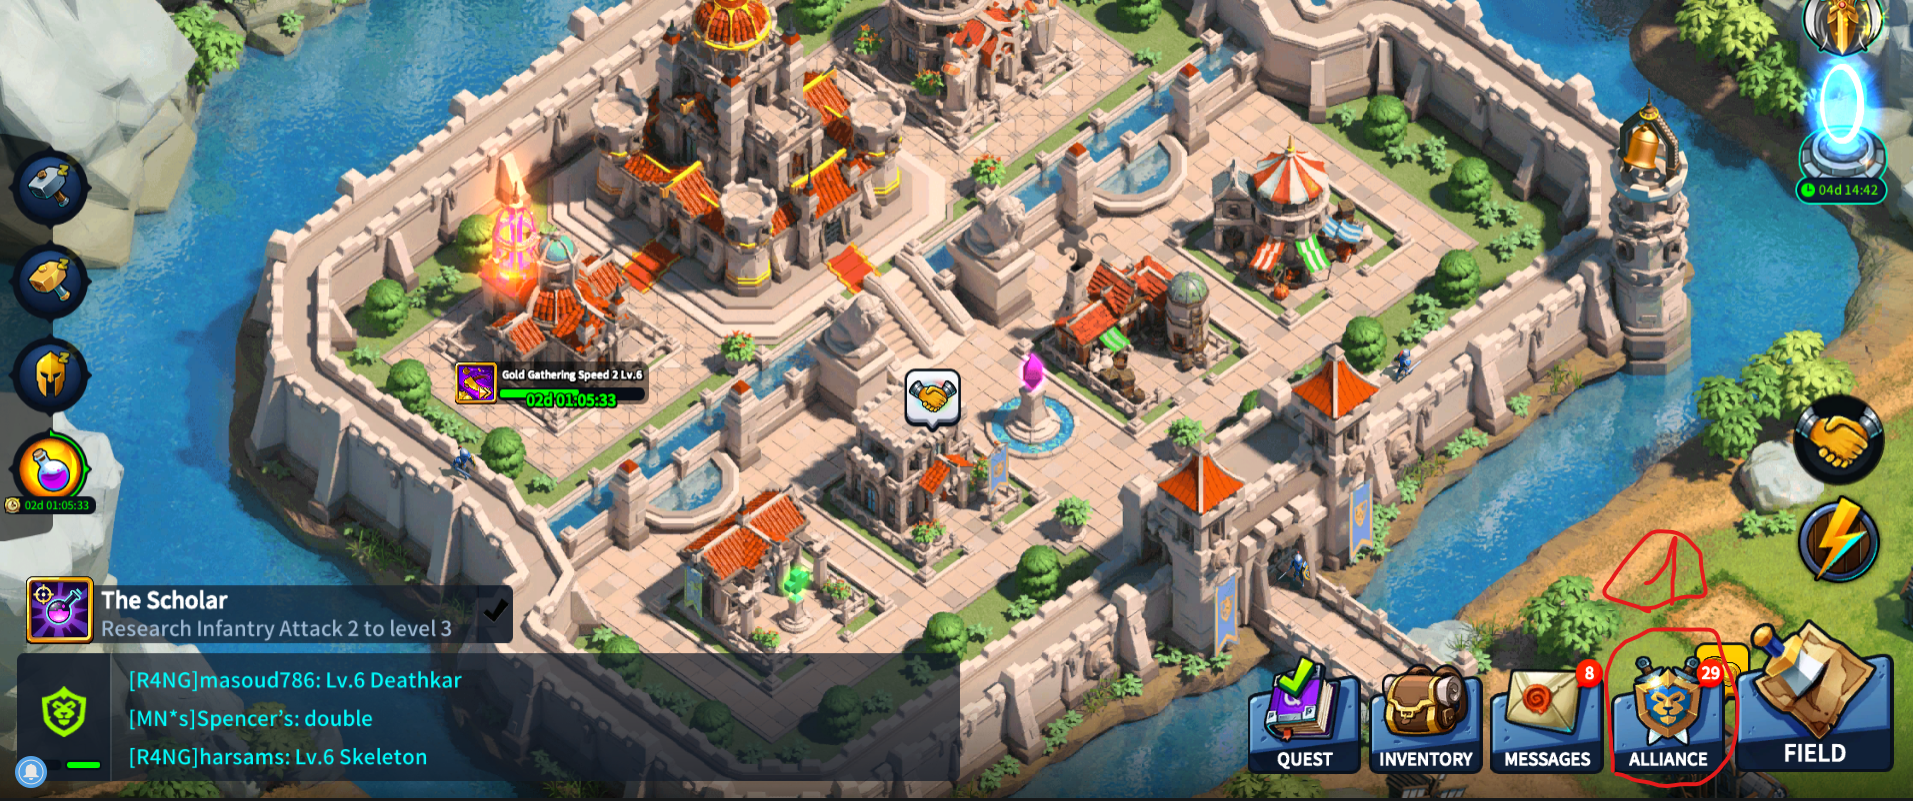 04d 14:42
Gold Gathering Speed 2 Lv.6
02d 01:05:33
02d 01:05:33
1
The Scholar
Research Infantry Attack 2 to level 3
[R4NG]masoud786: Lv.6 Deathkar
[MN*s]Spencer's: double
[R4NG]harsams: Lv.6 Skeleton
8
29
QUEST
INVENTORY
MESSAGES
ALLIANCE
FIELD